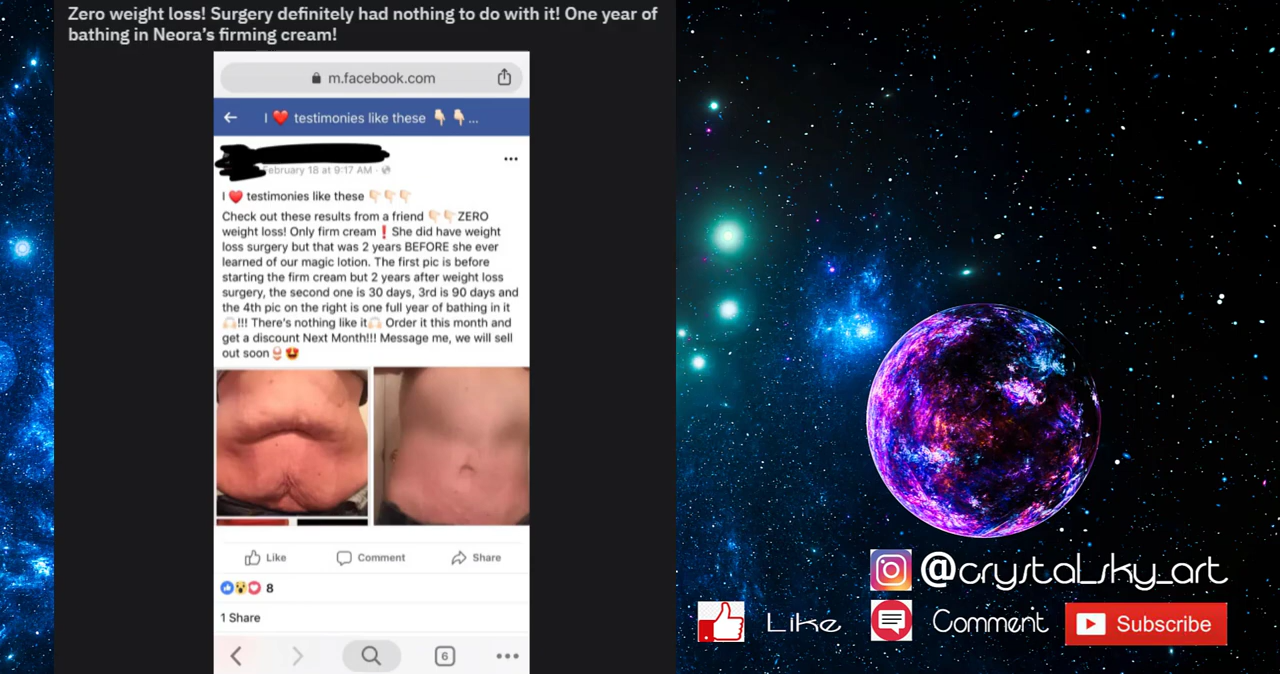 Zero weight loss! Surgery definitely had nothing to do with it! One year of
bathing in Neora’s firming cream!
m.facebook.com
I ❤️ testimonies like these 👇🏻 👇🏻...
February 18 at 9:17 AM ·
I ❤️ testimonies like these 👇🏻👇🏻👇🏻
Check out these results from a friend 👇🏻👇🏻 ZERO
weight loss! Only firm cream❗She did have weight
loss surgery but that was 2 years BEFORE she ever
learned of our magic lotion. The first pic is before
starting the firm cream but 2 years after weight loss
surgery, the second one is 30 days, 3rd is 90 days and
the 4th pic on the right is one full year of bathing in it
🙌🏻!!! There's nothing like it🙌🏻 Order it this month and
get a discount Next Month!!! Message me, we will sell
out soon‼️😍
Like Comment Share
8
1 Share
6
@crystal_sky_art
Like Comment Subscribe